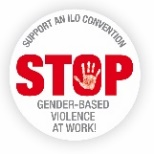 SUPPORT AN ILO CONVENTION
STOP
GENDER-BASED
VIOLENCE
AT WORK!